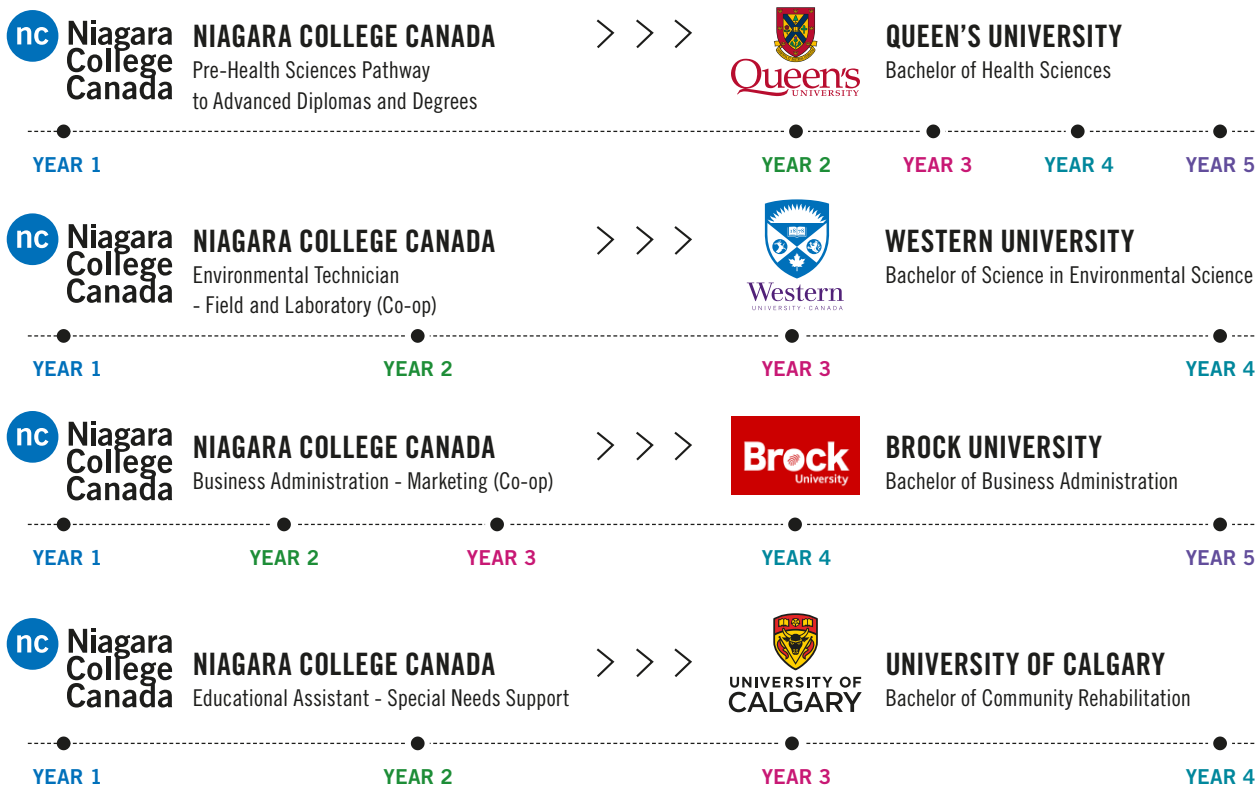 nc Niagara College Canada
NIAGARA COLLEGE CANADA
Pre-Health Sciences Pathway
to Advanced Diplomas and Degrees
> > >
Queen's
UNIVERSITY
QUEEN'S UNIVERSITY
Bachelor of Health Sciences
YEAR 1 YEAR 2 YEAR 3 YEAR 4 YEAR 5
nc Niagara College Canada
NIAGARA COLLEGE CANADA
Environmental Technician
- Field and Laboratory (Co-op)
> > >
1878
Western
UNIVERSITY · CANADA
WESTERN UNIVERSITY
Bachelor of Science in Environmental Science
YEAR 1 YEAR 2 YEAR 3 YEAR 4
nc Niagara College Canada
NIAGARA COLLEGE CANADA
Business Administration - Marketing (Co-op)
> > >
Brock
University
BROCK UNIVERSITY
Bachelor of Business Administration
YEAR 1 YEAR 2 YEAR 3 YEAR 4 YEAR 5
nc Niagara College Canada
NIAGARA COLLEGE CANADA
Educational Assistant - Special Needs Support
> > >
UNIVERSITY OF
CALGARY
UNIVERSITY OF CALGARY
Bachelor of Community Rehabilitation
YEAR 1 YEAR 2 YEAR 3 YEAR 4